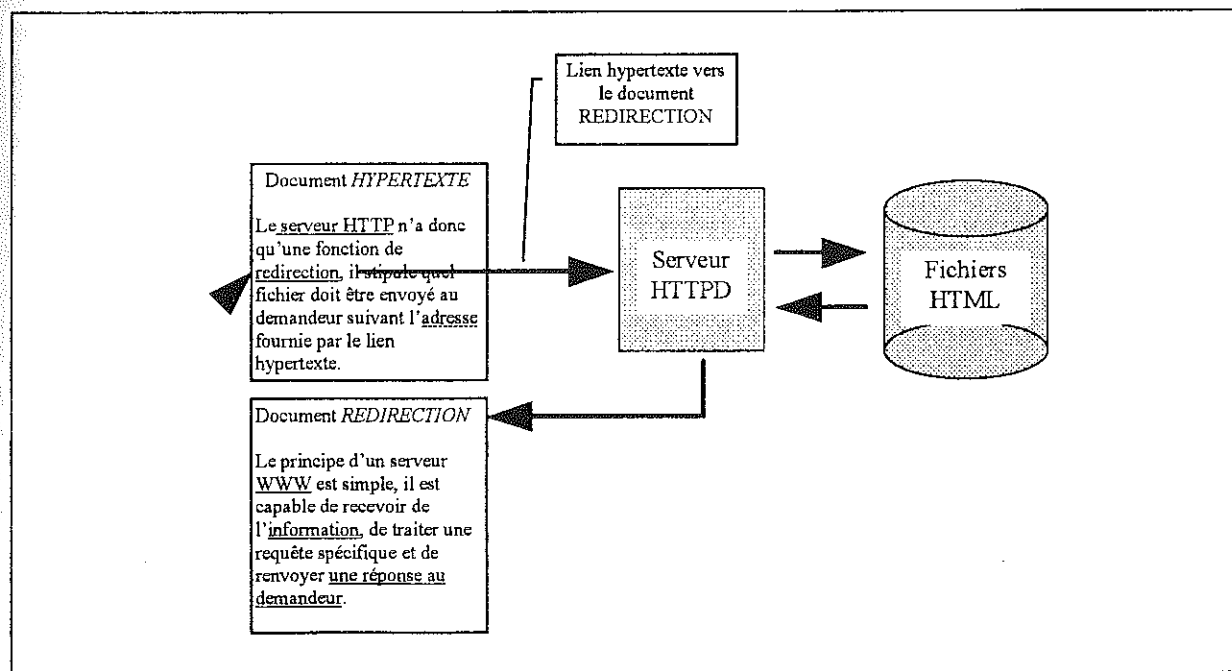 Lien hypertexte vers
le document
REDIRECTION
Document HYPERTEXTE
Le serveur HTTP n'a donc
qu'une fonction de
redirection, il stipule quel
fichier doit être envoyé au
demandeur suivant l'adresse
fournie par le lien
hypertexte.
Serveur
HTTPD
Fichiers
HTML
Document REDIRECTION
Le principe d'un serveur
WWW est simple, il est
capable de recevoir de
l'information, de traiter une
requête spécifique et de
renvoyer une réponse au
demandeur.